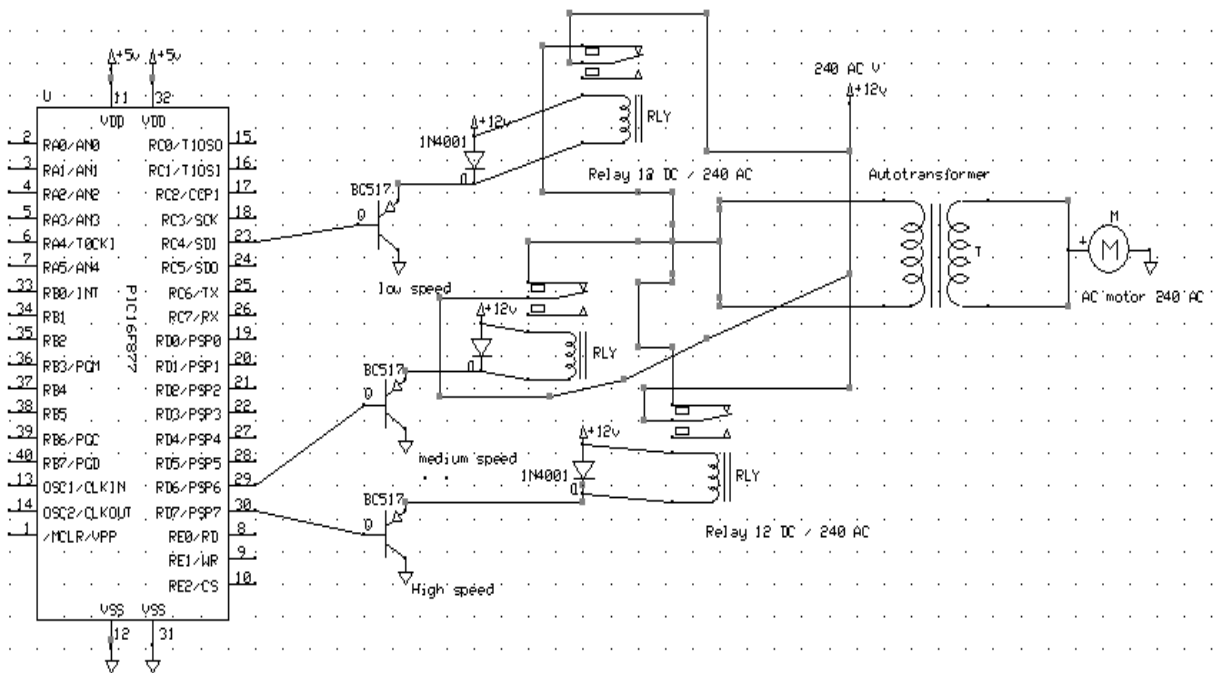 +5v +5v
U 11 32
VDD VDD
2 RA0/AN0 RC0/T1OSO 15
3 RA1/AN1 RC1/T1OSI 16
4 RA2/AN2 RC2/CCP1 17
5 RA3/AN3 RC3/SCK 18
6 RA4/T0CKI RC4/SDI 23
7 RA5/AN4 RC5/SDO 24
33 RB0/INT RC6/TX 25
34 RB1 RC7/RX 26
35 RB2 RD0/PSP0 19
36 RB3/PGM RD1/PSP1 20
37 RB4 RD2/PSP2 21
38 RB5 RD3/PSP3 22
39 RB6/PGC RD4/PSP4 27
40 RB7/PGD RD5/PSP5 28
13 OSC1/CLKIN RD6/PSP6 29
14 OSC2/CLKOUT RD7/PSP7 30
1 /MCLR/VPP RE0/RD 8
RE1/WR 9
RE2/CS 10
PIC16F877
VSS VSS
12 31
+12v
1N4001
D
RLY
Relay 12 DC / 240 AC
BC517
Q
low speed
+12v
D
RLY
BC517
Q
medium speed
+12v
1N4001
D
RLY
BC517
Q
High speed
Relay 12 DC / 240 AC
240 AC V
+12v
Autotransformer
T
M
+ M
AC motor 240 AC